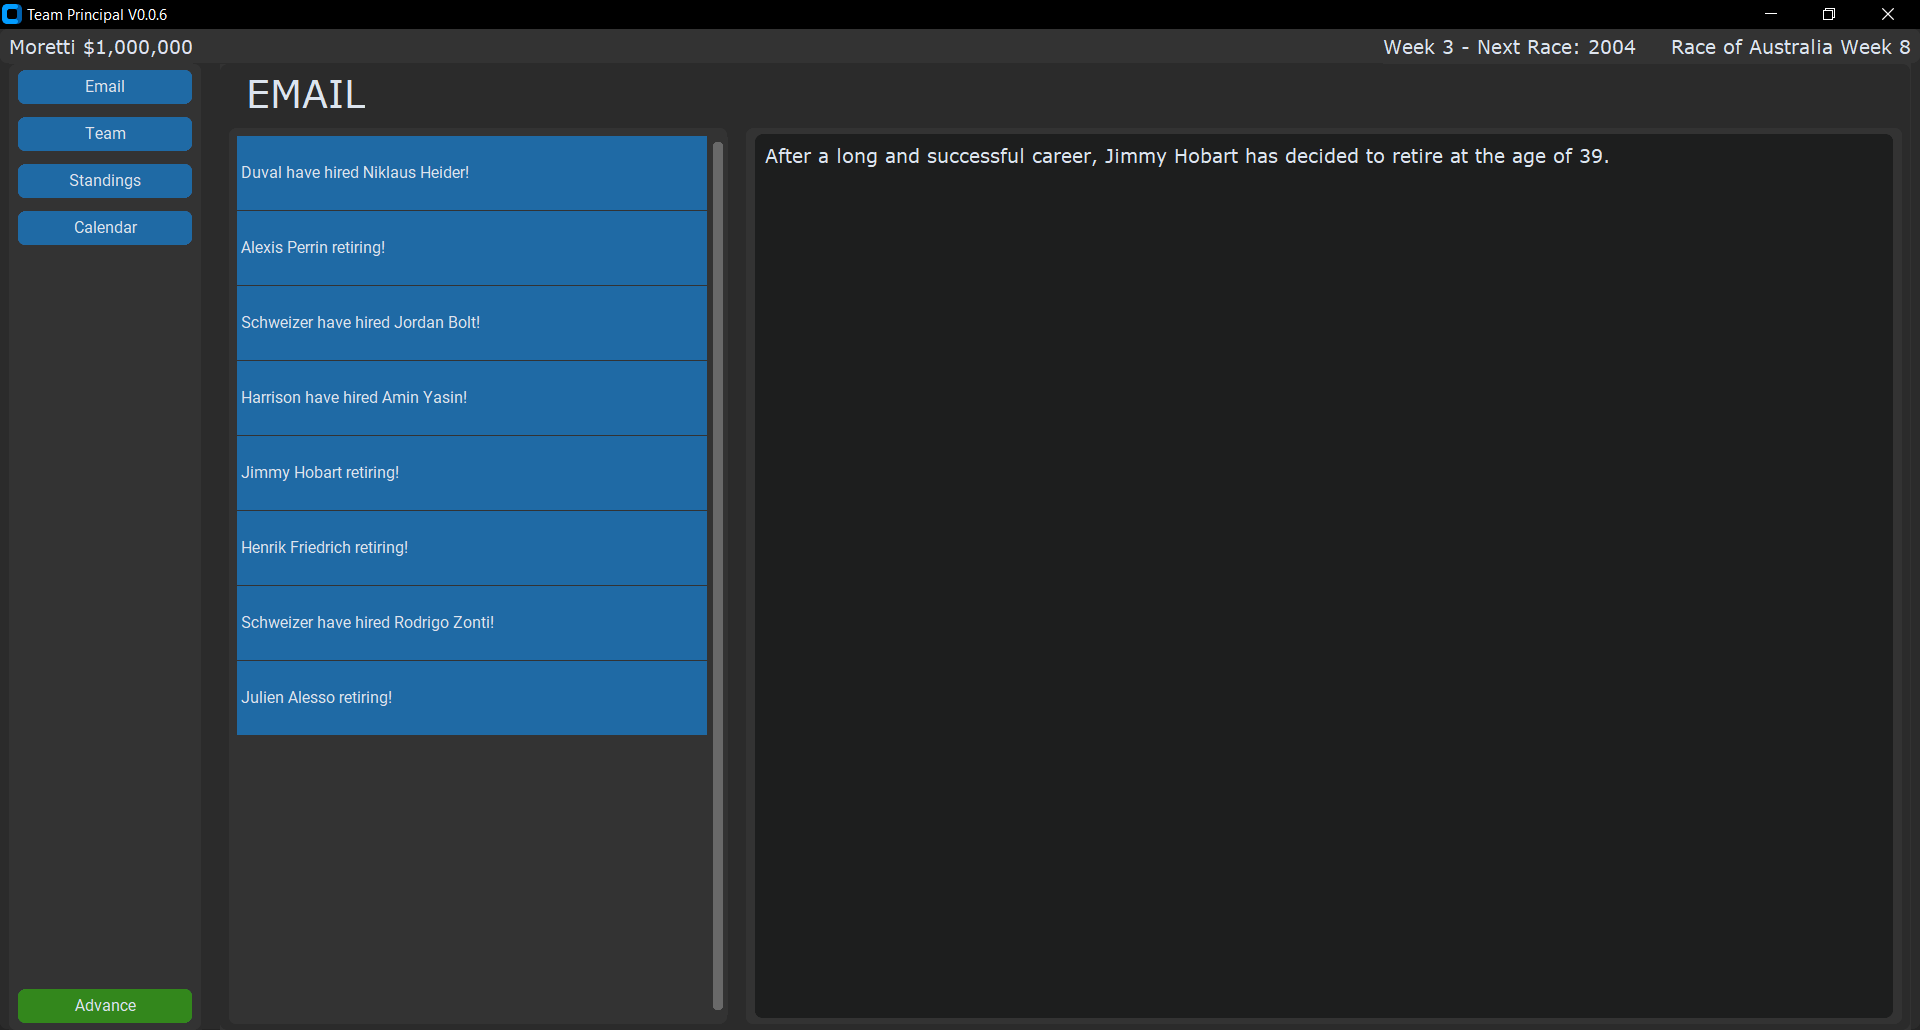 Team Principal V0.0.6
Moretti $1,000,000
Week 3 - Next Race: 2004 Race of Australia Week 8
Email
Team
Standings
Calendar
Advance
EMAIL
Duval have hired Niklaus Heider!
Alexis Perrin retiring!
Schweizer have hired Jordan Bolt!
Harrison have hired Amin Yasin!
Jimmy Hobart retiring!
Henrik Friedrich retiring!
Schweizer have hired Rodrigo Zonti!
Julien Alesso retiring!
After a long and successful career, Jimmy Hobart has decided to retire at the age of 39.